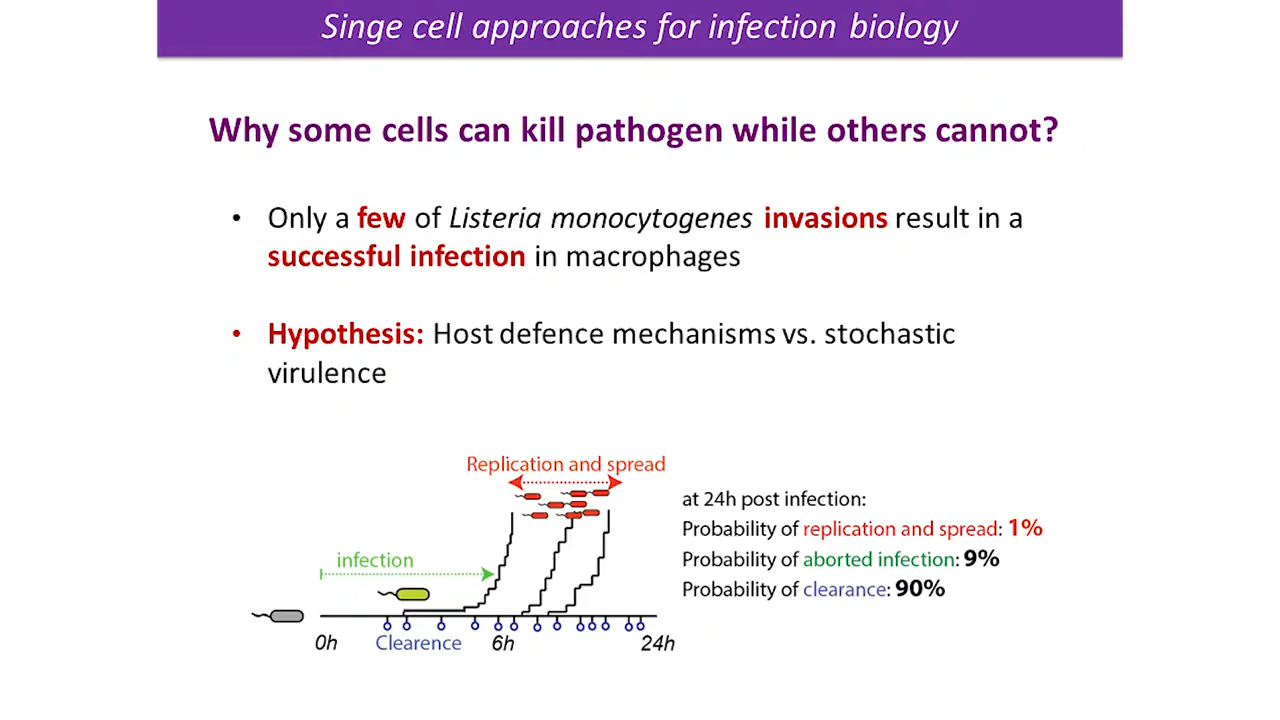 Singe cell approaches for infection biology
Why some cells can kill pathogen while others cannot?
• Only a few of Listeria monocytogenes invasions result in a
successful infection in macrophages
• Hypothesis: Host defence mechanisms vs. stochastic
virulence
Replication and spread
infection
0h
Clearence
6h
24h
at 24h post infection:
Probability of replication and spread: 1%
Probability of aborted infection: 9%
Probability of clearance: 90%